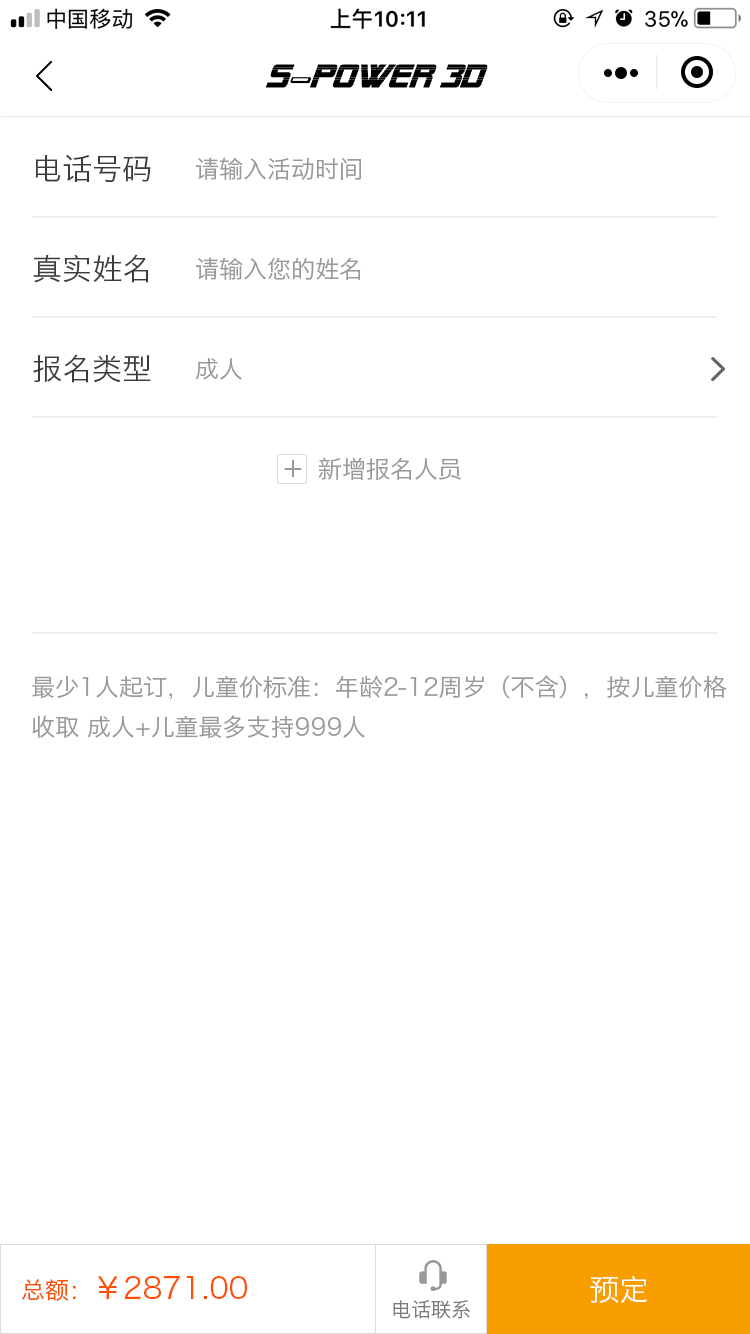 中国移动 上午10:11 35%
S-POWER 3D
电话号码 请输入活动时间
真实姓名 请输入您的姓名
报名类型 成人
新增报名人员
最少1人起订，儿童价标准：年龄2-12周岁（不含），按儿童价格
收取 成人+儿童最多支持999人
总额：￥2871.00
电话联系
预定